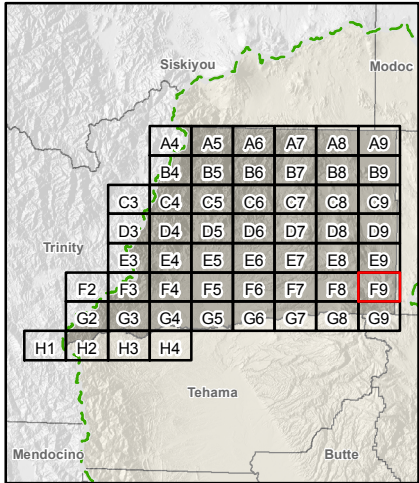 Siskiyou
Modoc
A4 A5 A6 A7 A8 A9
B4 B5 B6 B7 B8 B9
C3 C4 C5 C6 C7 C8 C9
D3 D4 D5 D6 D7 D8 D9
Trinity
E3 E4 E5 E6 E7 E8 E9
F2 F3 F4 F5 F6 F7 F8 F9
G2 G3 G4 G5 G6 G7 G8 G9
H1 H2 H3 H4
Tehama
Mendocino
Butte